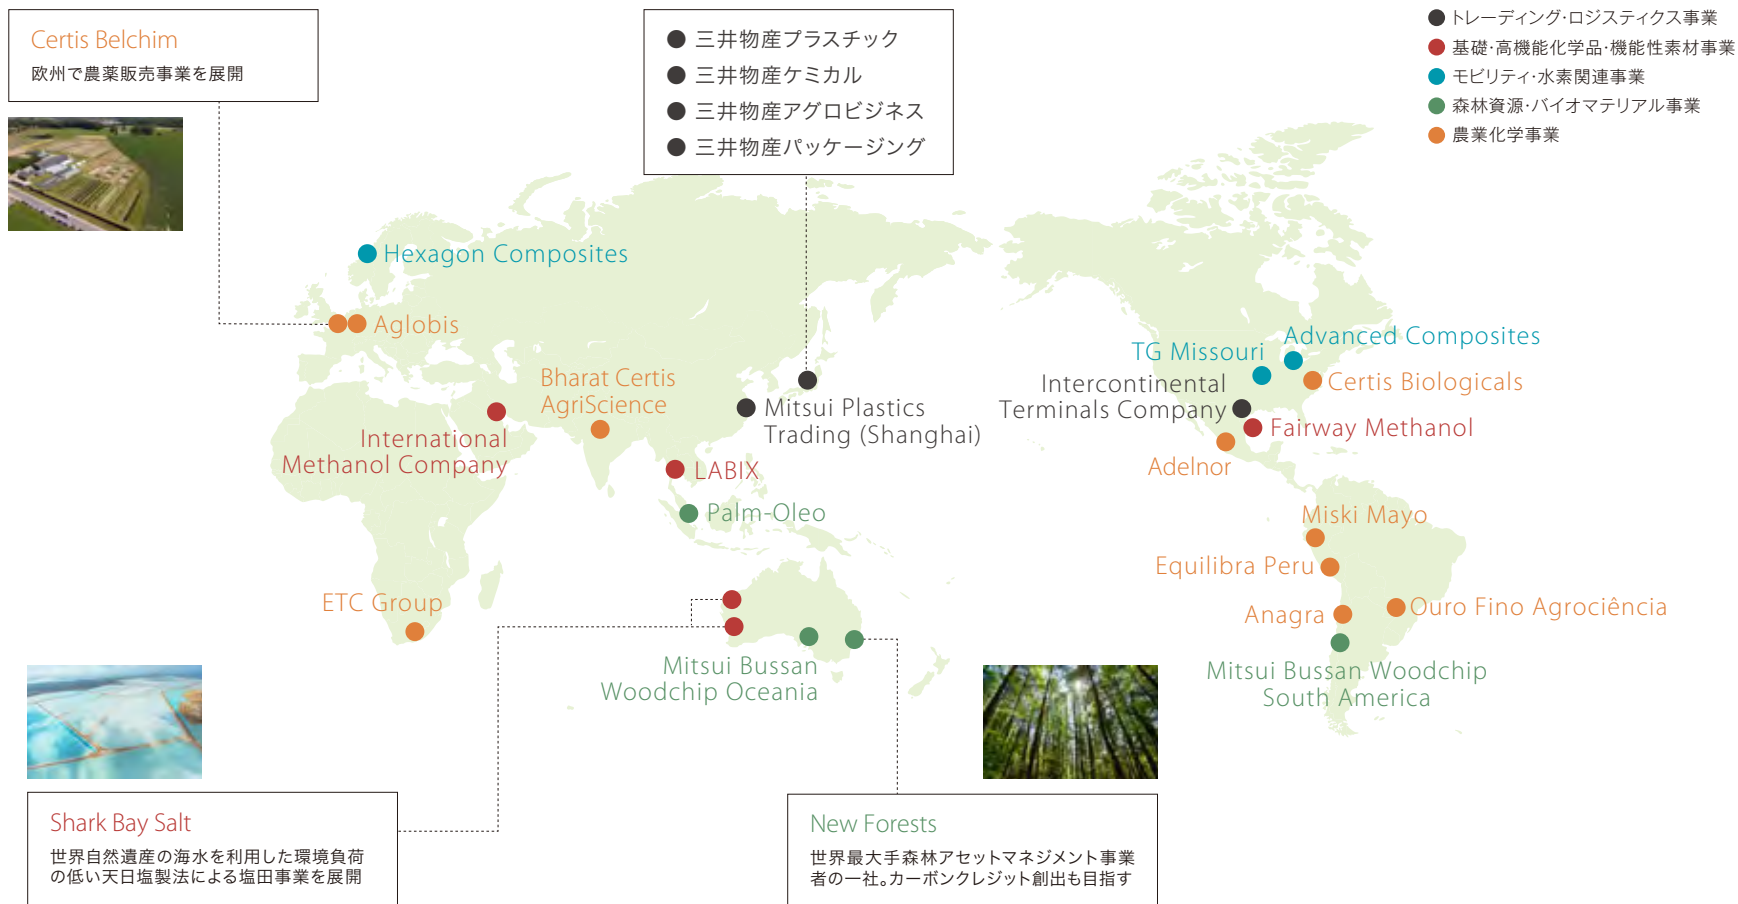 Certis Belchim
欧州で農薬販売事業を展開
三井物産プラスチック
三井物産ケミカル
三井物産アグロビジネス
三井物産パッケージング
トレーディング・ロジスティクス事業
基礎・高機能化学品・機能性素材事業
モビリティ・水素関連事業
森林資源・バイオマテリアル事業
農業化学事業
Hexagon Composites
Aglobis
Bharat Certis
AgriScience
International
Methanol Company
Mitsui Plastics
Trading (Shanghai)
LABIX
Palm-Oleo
ETC Group
Mitsui Bussan
Woodchip Oceania
Advanced Composites
TG Missouri
Intercontinental
Terminals Company
Certis Biologicals
Fairway Methanol
Adelnor
Miski Mayo
Equilibra Peru
Anagra
Ouro Fino Agrociência
Mitsui Bussan Woodchip
South America
Shark Bay Salt
世界自然遺産の海水を利用した環境負荷
の低い天日塩製法による塩田事業を展開
New Forests
世界最大手森林アセットマネジメント事業
者の一社。カーボンクレジット創出も目指す